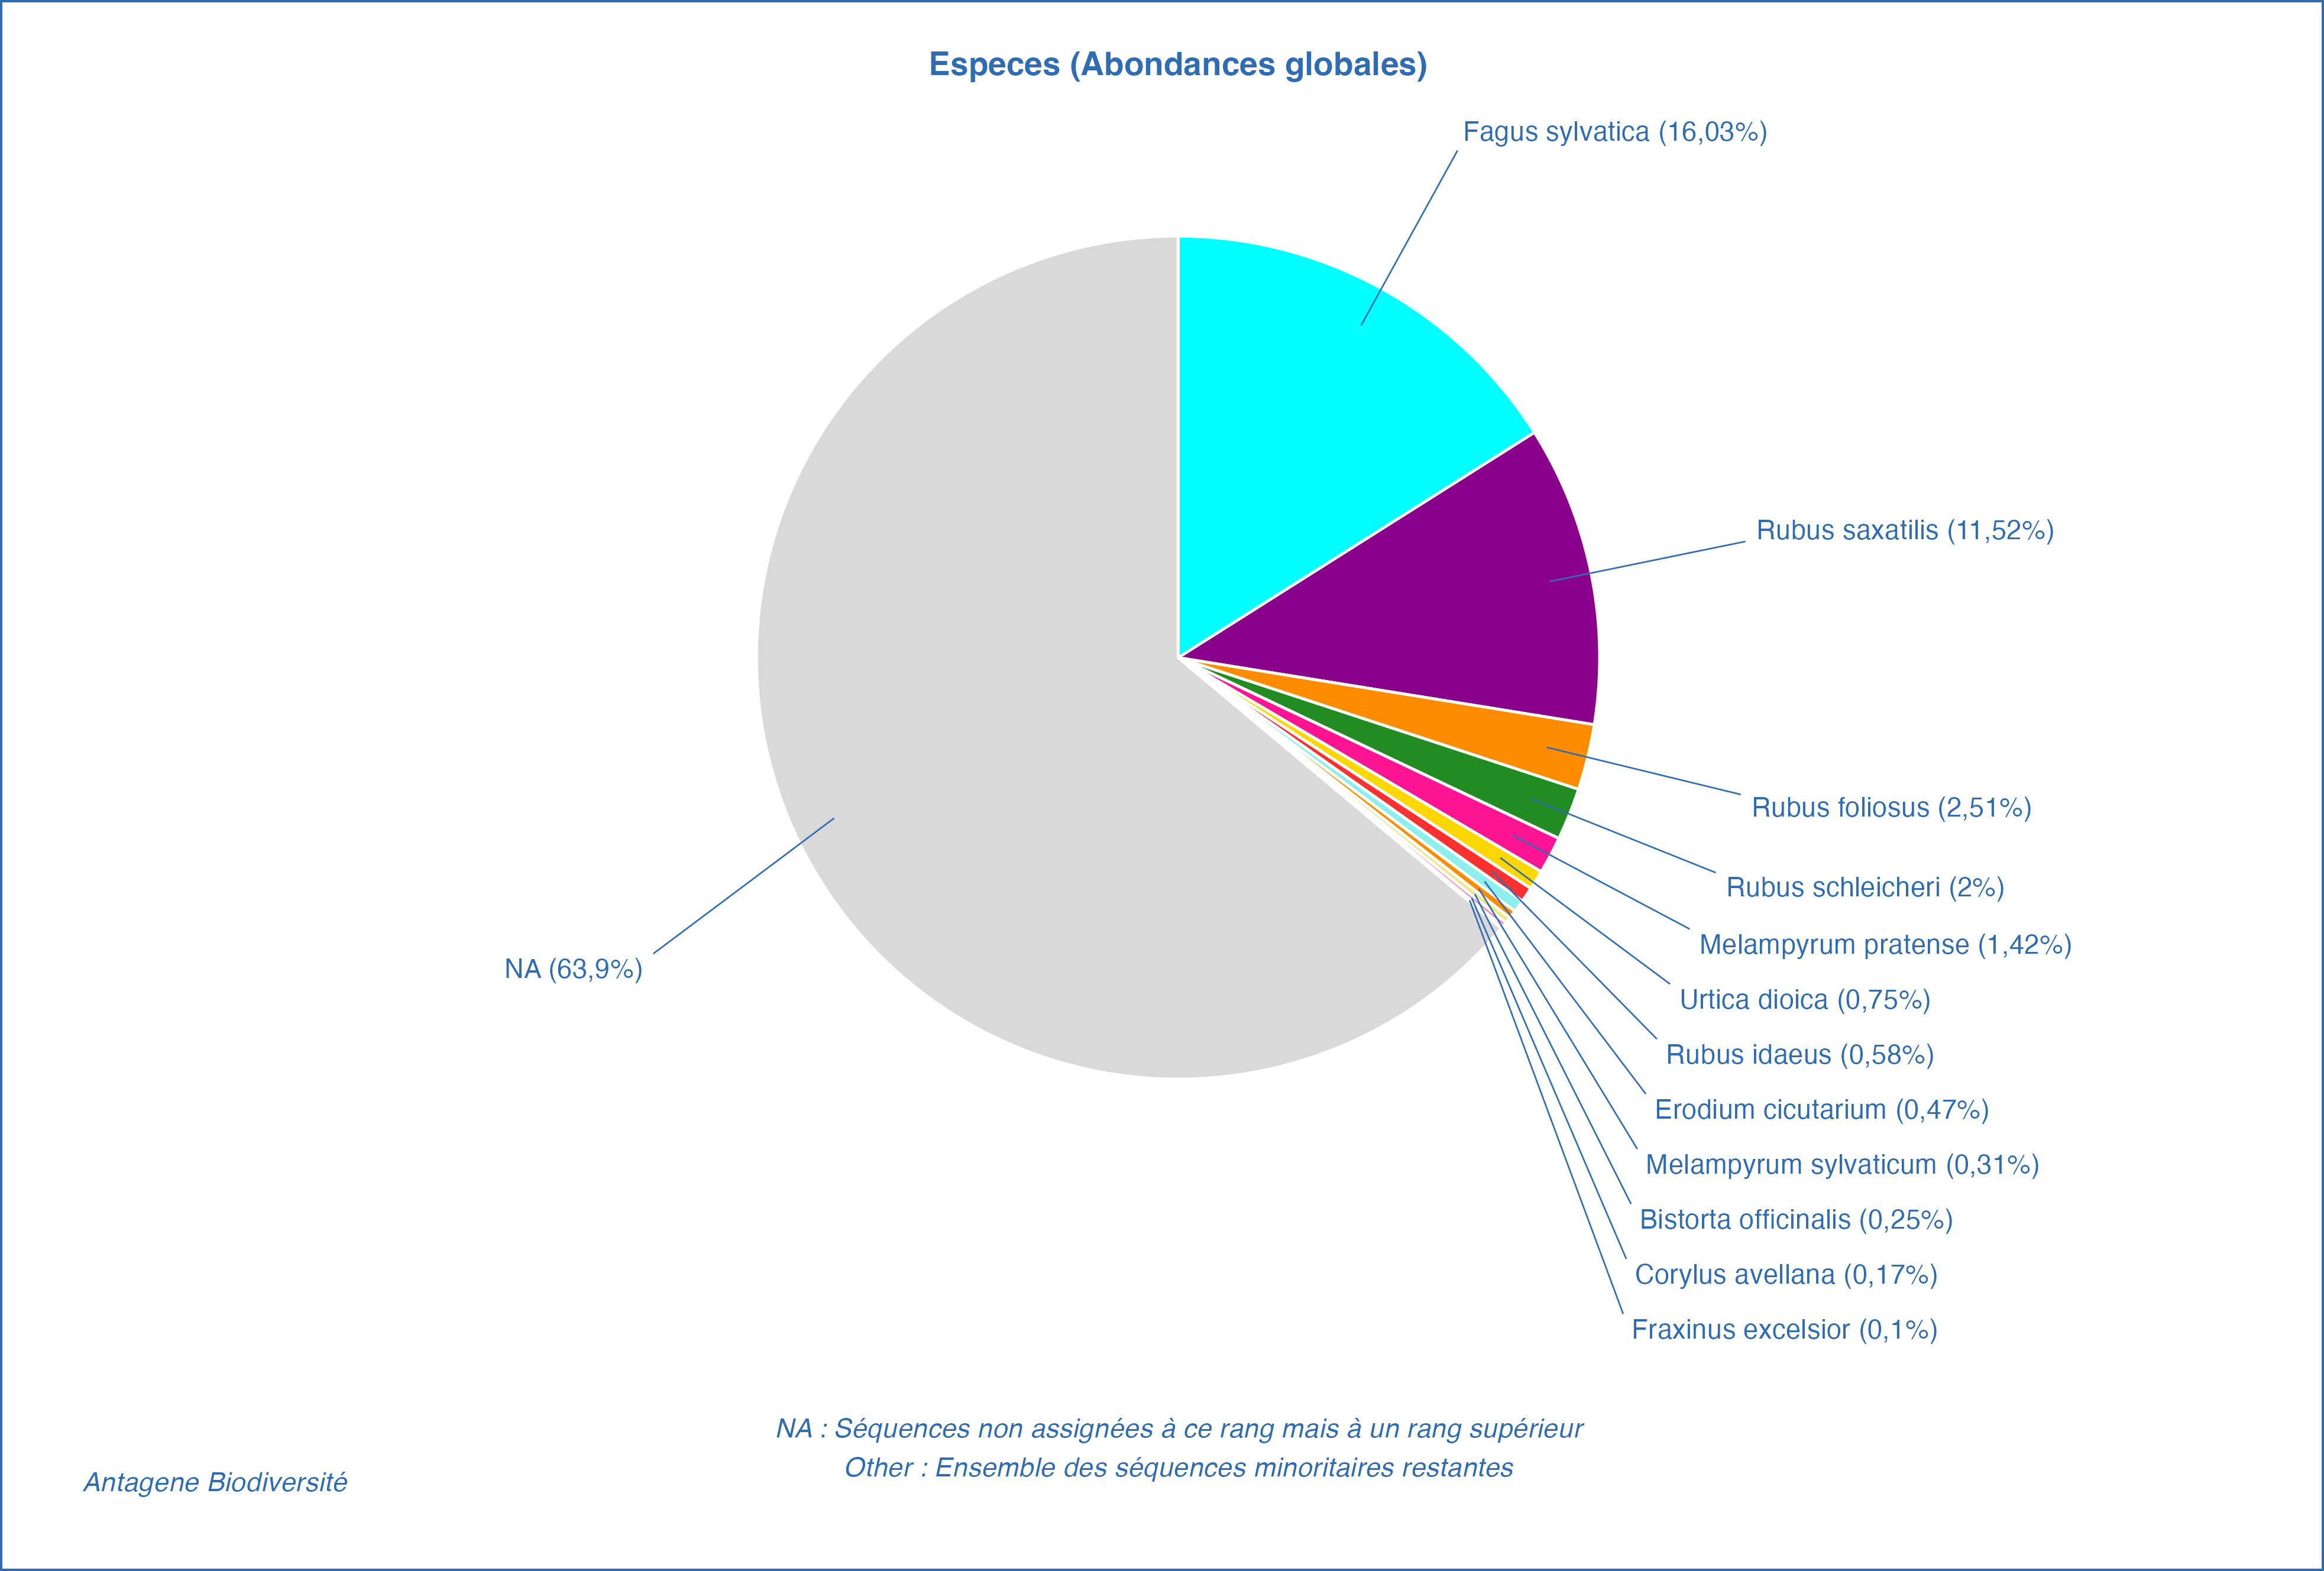 Especes (Abondances globales)
Fagus sylvatica (16,03%)
Rubus saxatilis (11,52%)
Rubus foliosus (2,51%)
Rubus schleicheri (2%)
Melampyrum pratense (1,42%)
NA (63,9%)
Urtica dioica (0,75%)
Rubus idaeus (0,58%)
Erodium cicutarium (0,47%)
Melampyrum sylvaticum (0,31%)
Bistorta officinalis (0,25%)
Corylus avellana (0,17%)
Fraxinus excelsior (0,1%)
NA : Séquences non assignées à ce rang mais à un rang supérieur
Other : Ensemble des séquences minoritaires restantes
Antagene Biodiversité